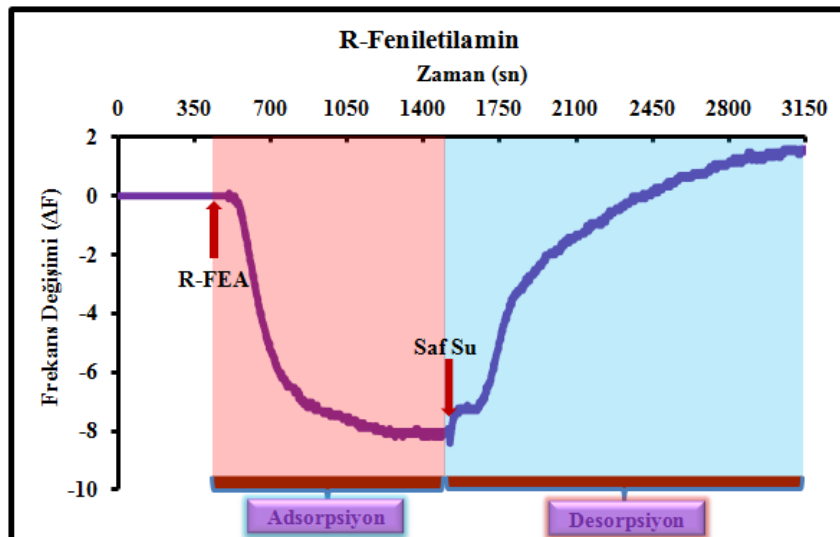 R-Feniletilamin
Zaman (sn)
0 350 700 1050 1400 1750 2100 2450 2800 3150
2
0
-2
-4
-6
-8
-10
Frekans Değişimi (ΔF)
R-FEA
Saf Su
Adsorpsiyon
Desorpsiyon